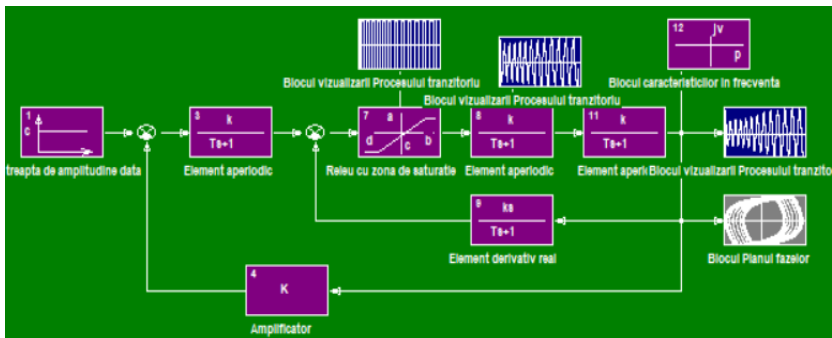 12 jv
p
Blocul vizualizarii Procesului tranzitoriu
Blocul caracteristicilor in frecventa
Blocul vizualizarii Procesului tranzitoriu
1
c
3 k
Ts+1
7 a
d c b
8 k
Ts+1
11 k
Ts+1
treapta de amplitudine data
Element aperiodic
Releu cu zona de saturatie
Element aperiodic
Element aperi
Blocul vizualizarii Procesului tranzito
9 ks
Ts+1
Element derivativ real
Blocul Planul fazelor
4
K
Amplificator